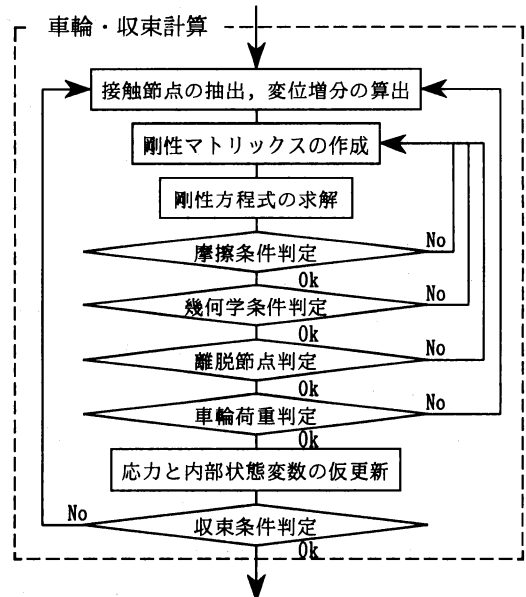 車輪・収束計算
接触節点の抽出，変位増分の算出
剛性マトリックスの作成
剛性方程式の求解
摩擦条件判定
No
Ok
幾何学条件判定
No
Ok
離脱節点判定
No
Ok
車輪荷重判定
No
Ok
応力と内部状態変数の仮更新
No
収束条件判定
Ok